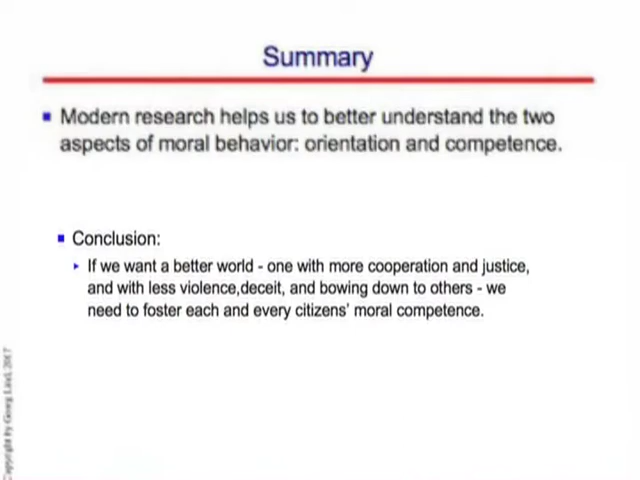 Summary
Modern research helps us to better understand the two
aspects of moral behavior: orientation and competence.
Conclusion:
If we want a better world - one with more cooperation and justice,
and with less violence,deceit, and bowing down to others - we
need to foster each and every citizens' moral competence.
Copyright by Georg Lind, 2017